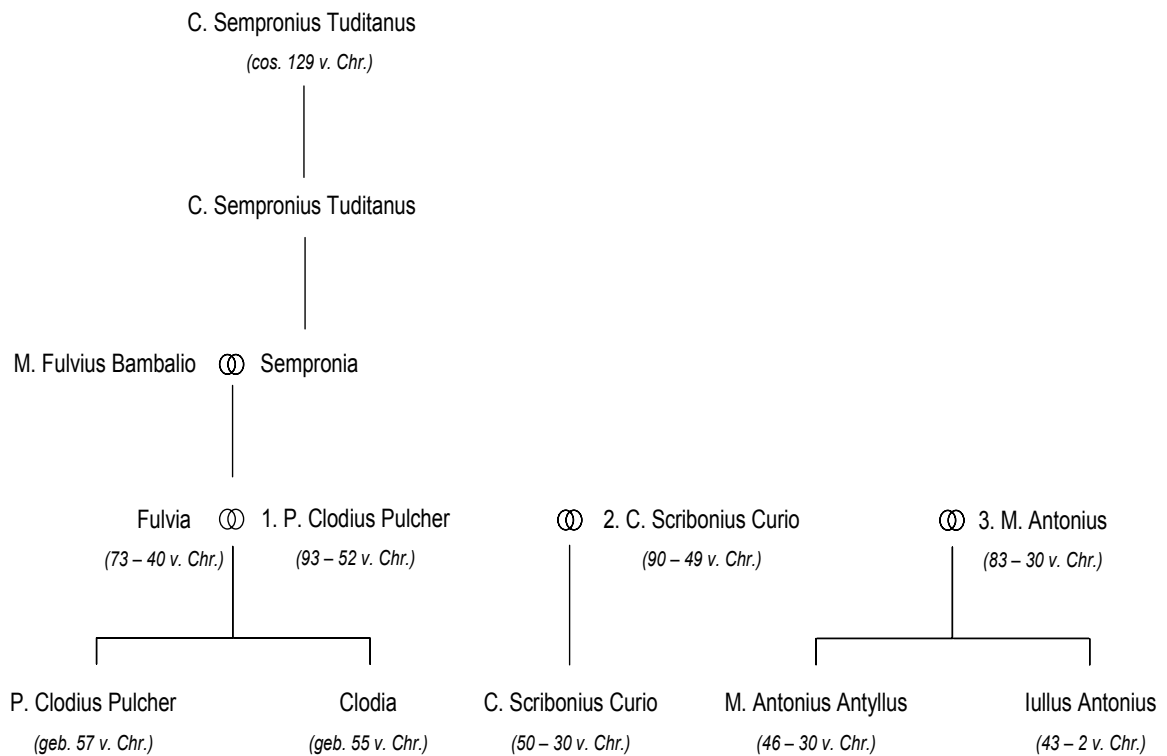 C. Sempronius Tuditanus
(cos. 129 v. Chr.)
C. Sempronius Tuditanus
M. Fulvius Bambalio Sempronia
Fulvia 1. P. Clodius Pulcher 2. C. Scribonius Curio 3. M. Antonius
(73 – 40 v. Chr.) (93 – 52 v. Chr.) (90 – 49 v. Chr.) (83 – 30 v. Chr.)
P. Clodius Pulcher Clodia C. Scribonius Curio M. Antonius Antyllus Iullus Antonius
(geb. 57 v. Chr.) (geb. 55 v. Chr.) (50 – 30 v. Chr.) (46 – 30 v. Chr.) (43 – 2 v. Chr.)